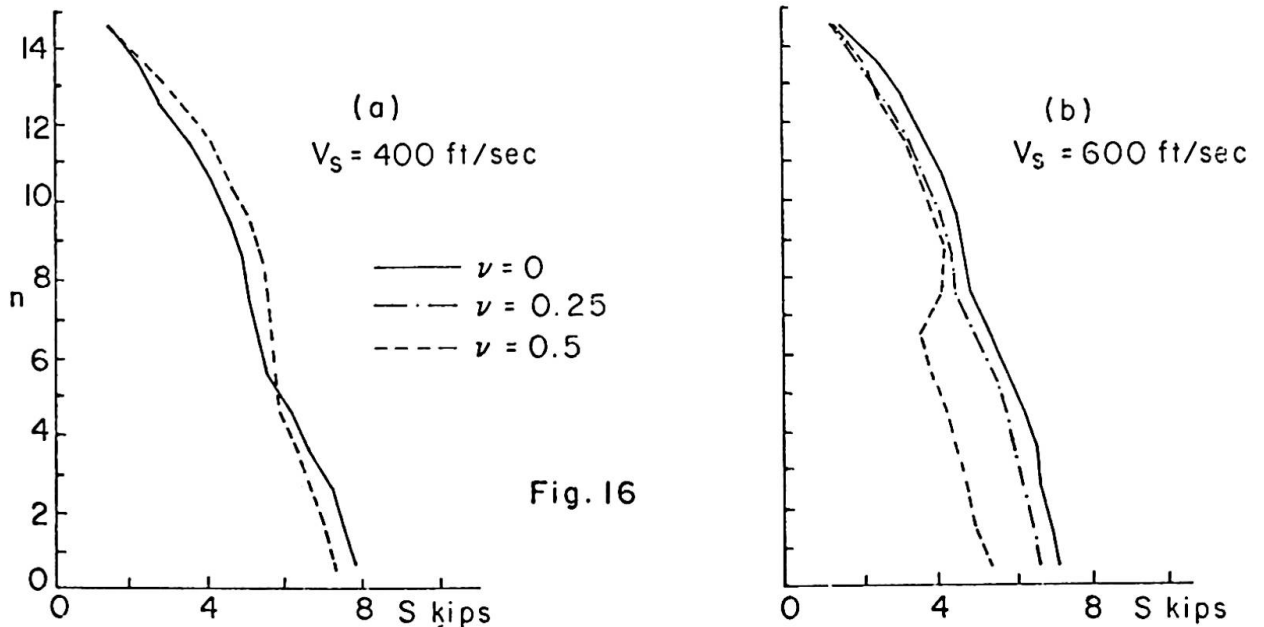 14
12
10
8
n
6
4
2
0
(a)
V_s = 400 ft/sec
ν = 0
ν = 0.25
ν = 0.5
0 4 8 S kips
Fig. 16
(b)
V_s = 600 ft/sec
0 4 8 S kips